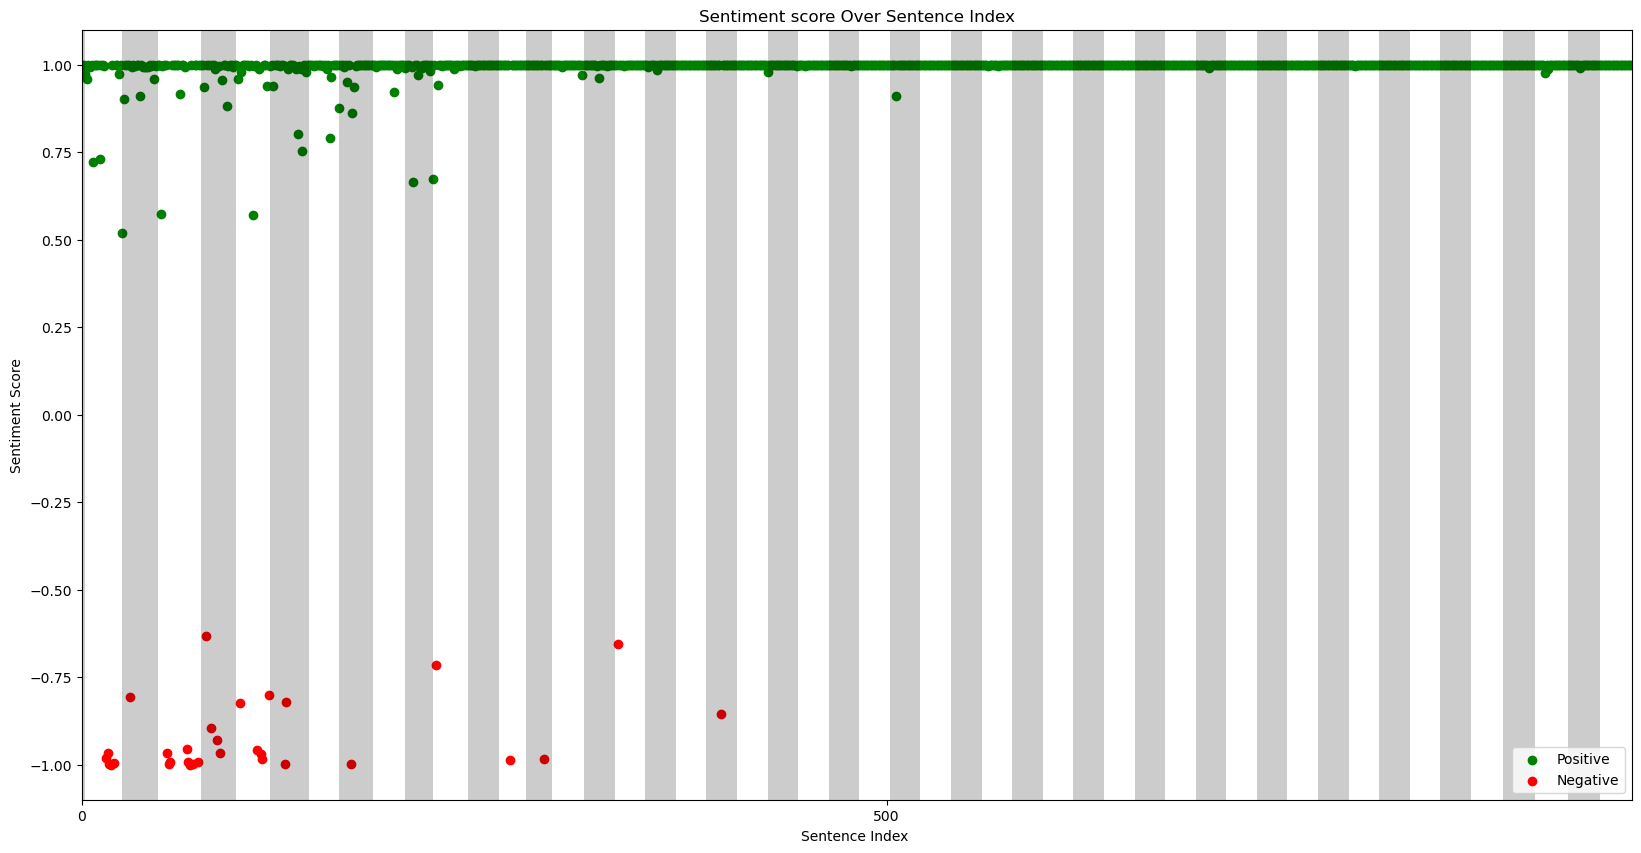 Sentiment score Over Sentence Index
1.00
0.75
0.50
0.25
0.00
−0.25
−0.50
−0.75
−1.00
Sentiment Score
0
500
Sentence Index
Positive
Negative